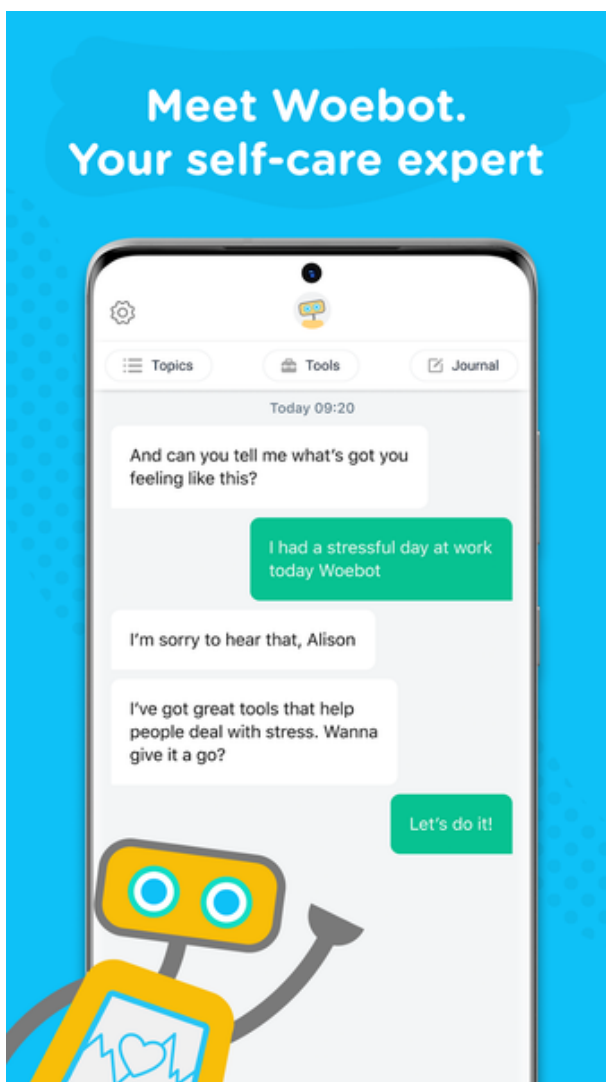 Meet Woebot.
Your self-care expert
Topics
Tools
Journal
Today 09:20
And can you tell me what's got you
feeling like this?
I had a stressful day at work
today Woebot
I'm sorry to hear that, Alison
I've got great tools that help
people deal with stress. Wanna
give it a go?
Let's do it!